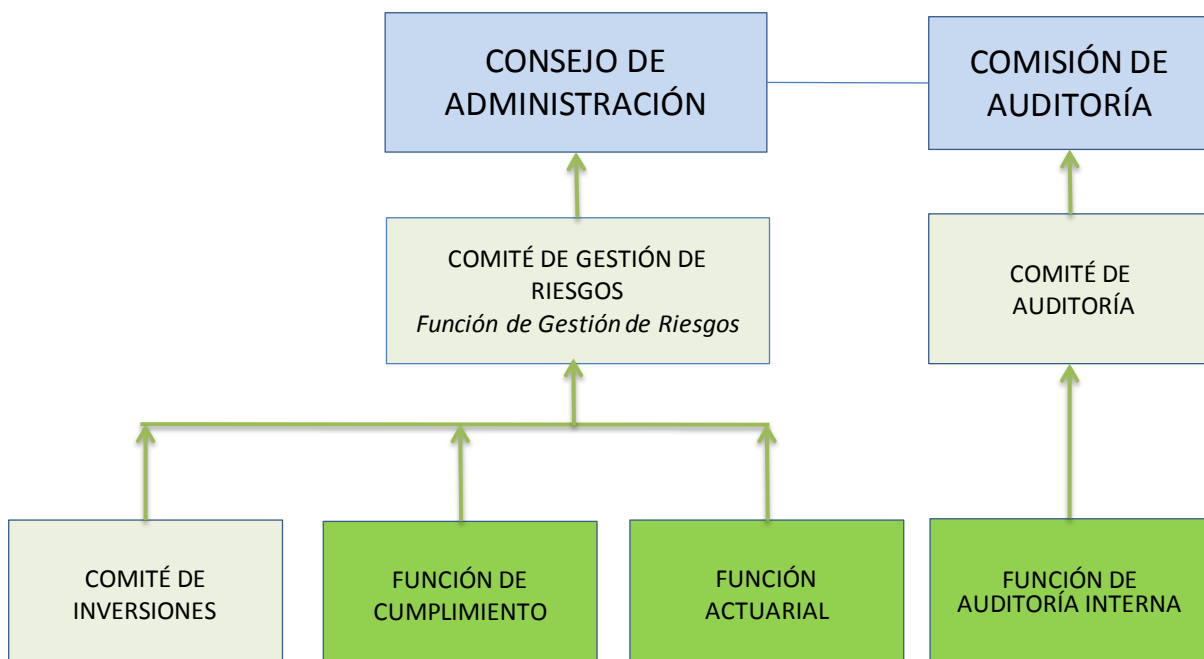 CONSEJO DE
ADMINISTRACIÓN
COMISIÓN DE
AUDITORÍA
COMITÉ DE GESTIÓN DE
RIESGOS
Función de Gestión de Riesgos
COMITÉ DE
AUDITORÍA
COMITÉ DE
INVERSIONES
FUNCIÓN DE
CUMPLIMIENTO
FUNCIÓN
ACTUARIAL
FUNCIÓN DE
AUDITORÍA INTERNA